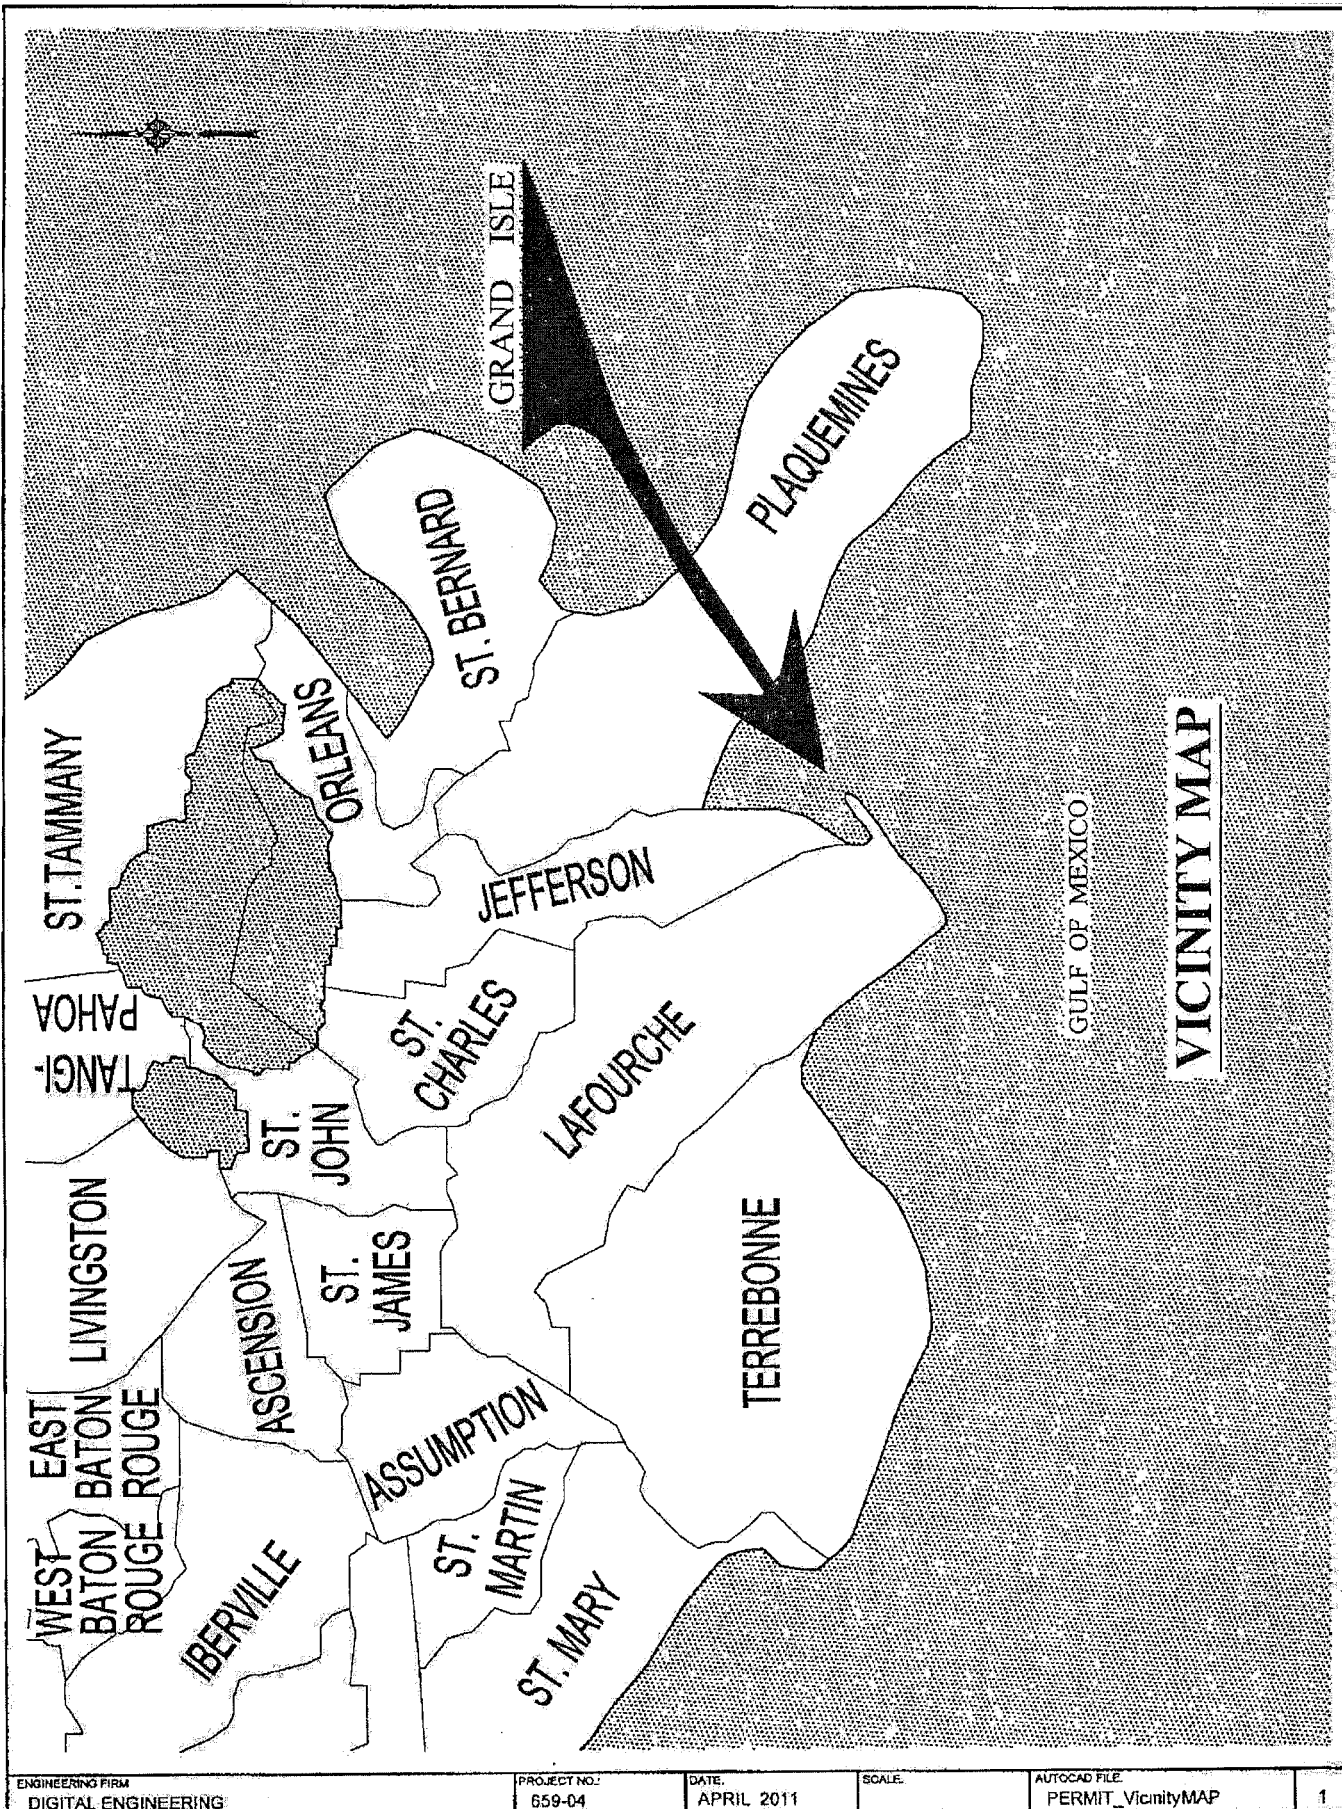 ST.TAMMANY
TANGI-
PAHOA
LIVINGSTON
EAST
BATON
ROUGE
WEST
BATON
ROUGE
ORLEANS
ST.
JOHN
ASCENSION
IBERVILLE
ST. BERNARD
GRAND ISLE
JEFFERSON
ST.
CHARLES
ST.
JAMES
ASSUMPTION
ST.
MARTIN
ST. MARY
LAFOURCHE
PLAQUEMINES
TERREBONNE
GULF OF MEXICO
VICINITY MAP
ENGINEERING FIRM
DIGITAL ENGINEERING
PROJECT NO.:
659-04
DATE.
APRIL 2011
SCALE.
AUTOCAD FILE.
PERMIT_VicinityMAP
1